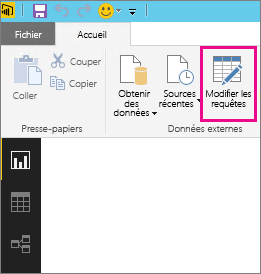 Fichier
Accueil
Coller
Couper
Copier
Presse-papiers
Obtenir
des
données
Sources
récentes
Modifier les
requêtes
Données externes